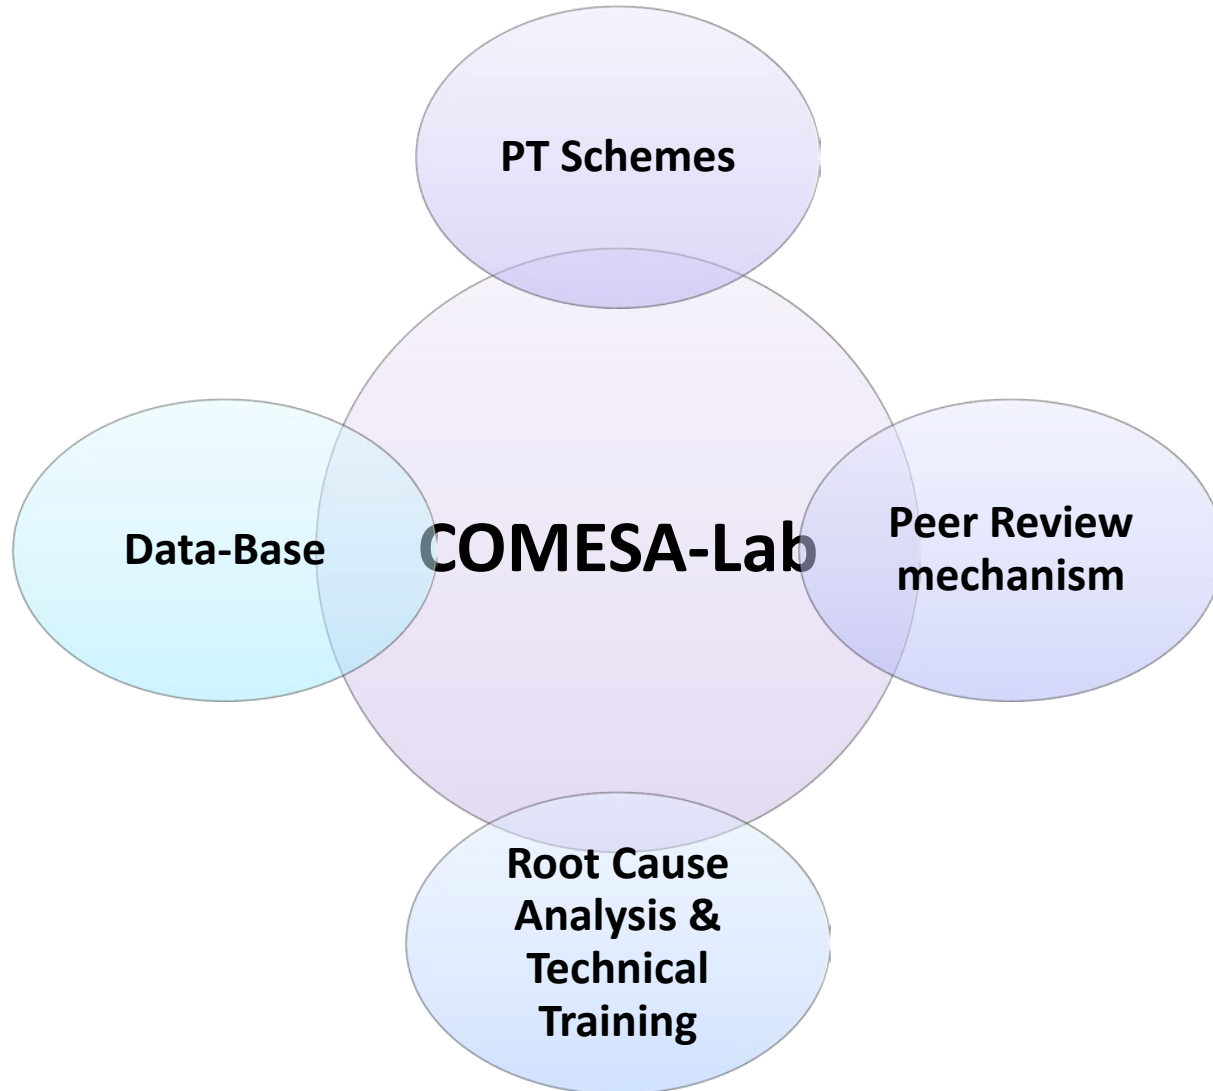 PT Schemes
Data-Base
COMESA-Lab
Peer Review
mechanism
Root Cause
Analysis &
Technical
Training